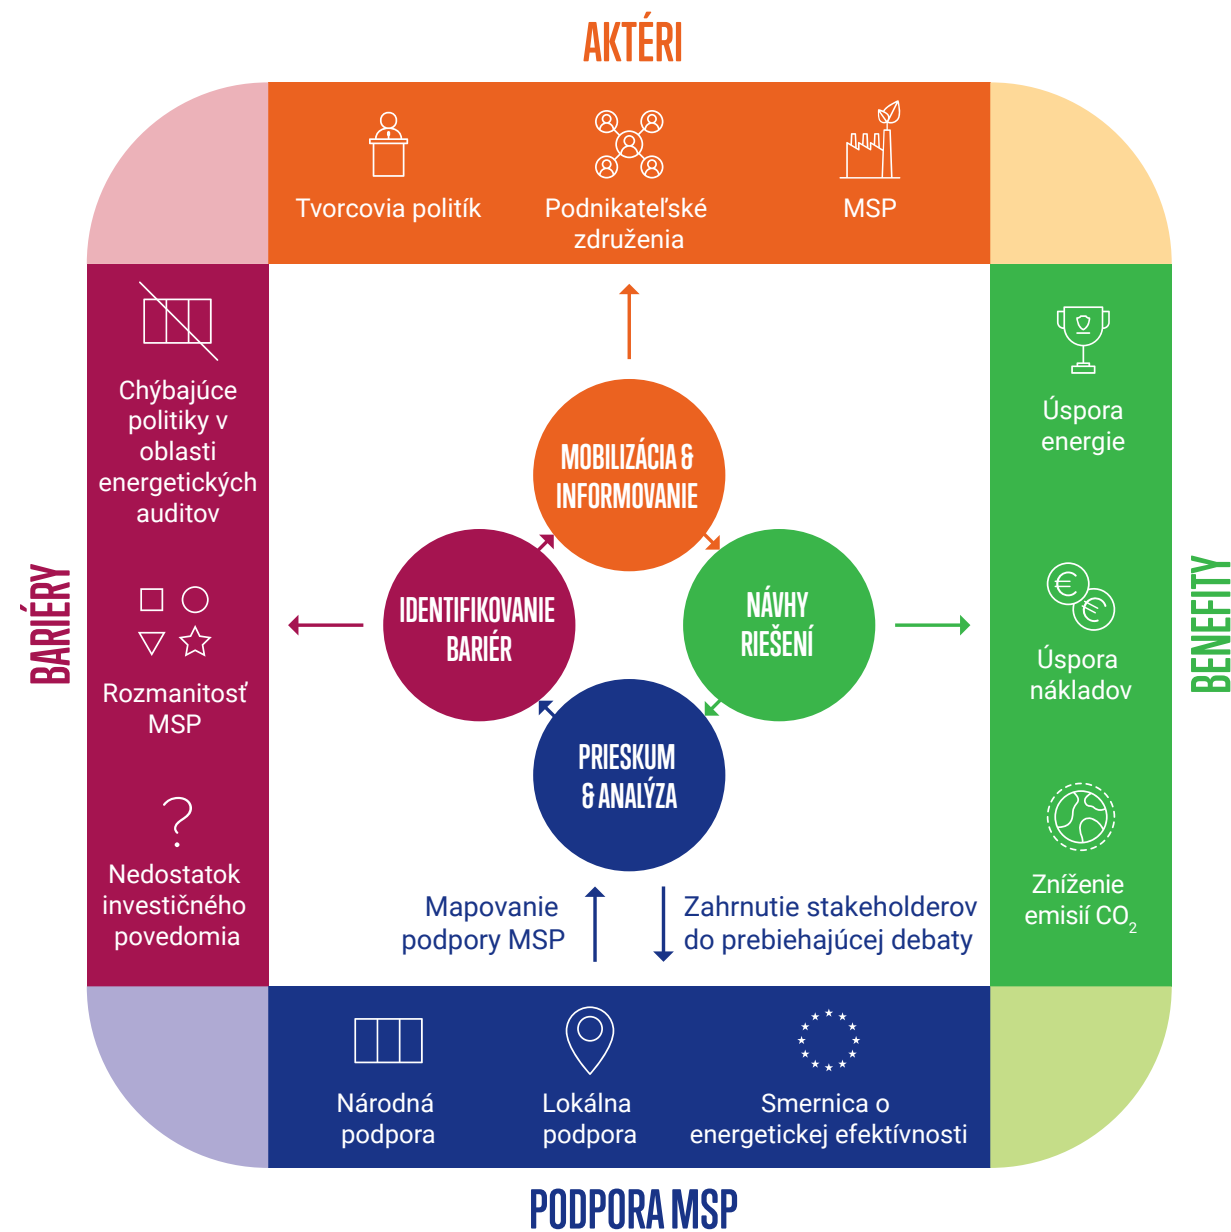 AKTÉRI
Tvorcovia politík
Podnikateľské
združenia
MSP
BARIÉRY
Chýbajúce
politiky v
oblasti
energetických
auditov
Rozmanitosť
MSP
Nedostatok
investičného
povedomia
MOBILIZÁCIA &
INFORMOVANIE
IDENTIFIKOVANIE
BARIÉR
NÁVHY
RIEŠENÍ
PRIESKUM
& ANALÝZA
Mapovanie
podpory MSP
Zahrnutie stakeholderov
do prebiehajúcej debaty
BENEFITY
Úspora
energie
Úspora
nákladov
Zníženie
emisií CO₂
Národná
podpora
Lokálna
podpora
Smernica o
energetickej efektívnosti
PODPORA MSP